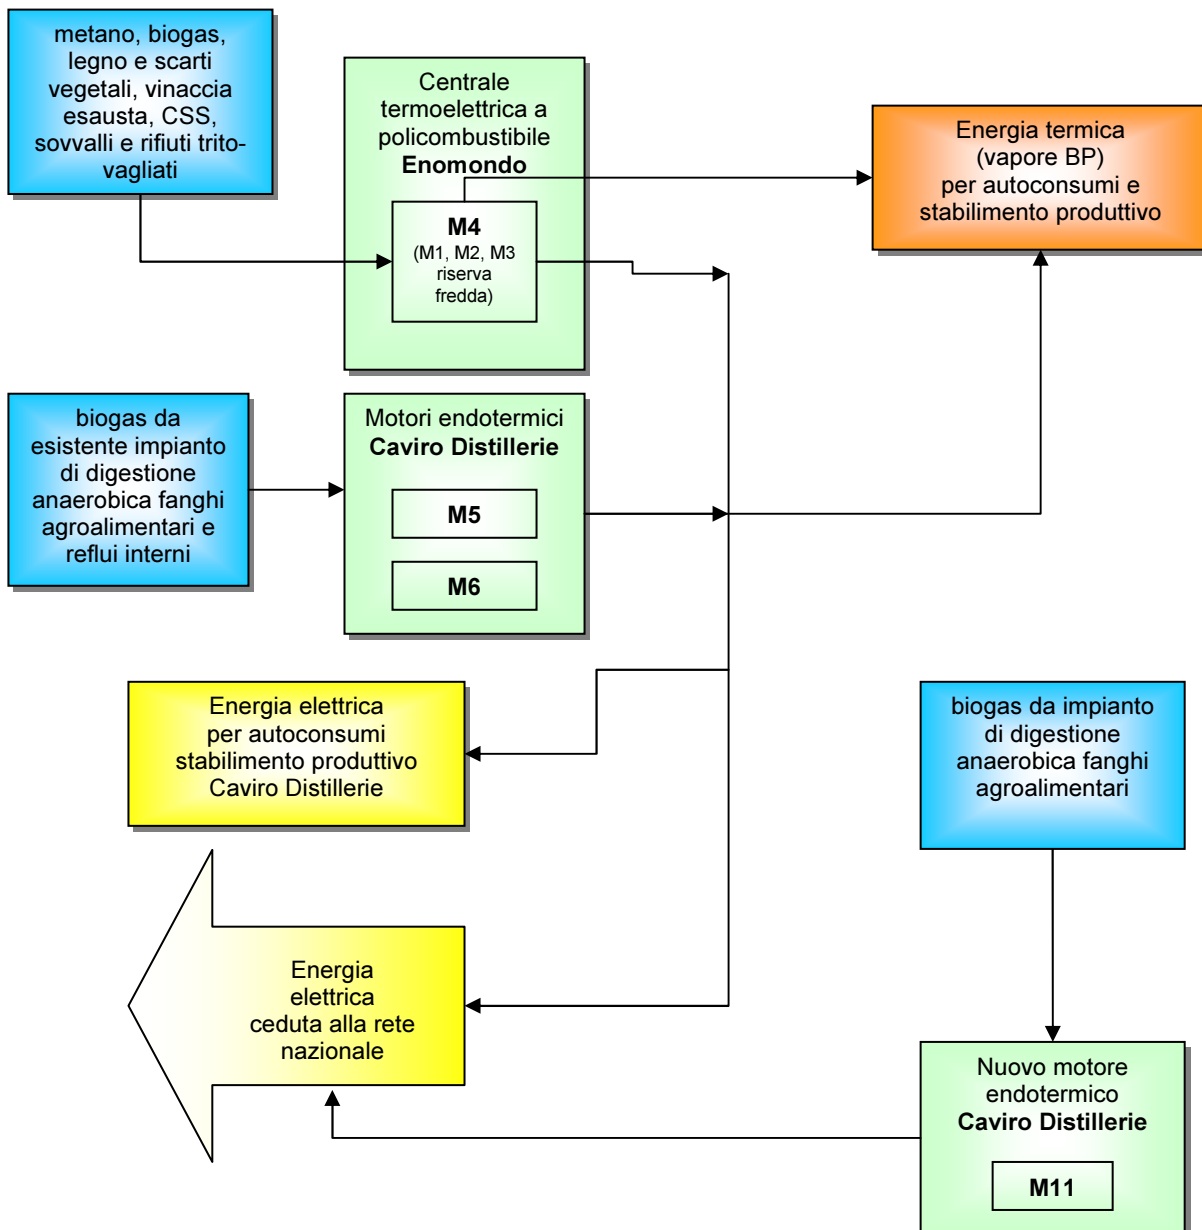 metano, biogas,
legno e scarti
vegetali, vinaccia
esausta, CSS,
sovvalli e rifiuti trito-
vagliati
Centrale
termoelettrica a
policombustibile
Enomondo
M4
(M1, M2, M3
riserva
fredda)
Energia termica
(vapore BP)
per autoconsumi e
stabilimento produttivo
biogas da
esistente impianto
di digestione
anaerobica fanghi
agroalimentari e
reflui interni
Motori endotermici
Caviro Distillerie
M5
M6
Energia elettrica
per autoconsumi
stabilimento produttivo
Caviro Distillerie
biogas da impianto
di digestione
anaerobica fanghi
agroalimentari
Energia
elettrica
ceduta alla rete
nazionale
Nuovo motore
endotermico
Caviro Distillerie
M11